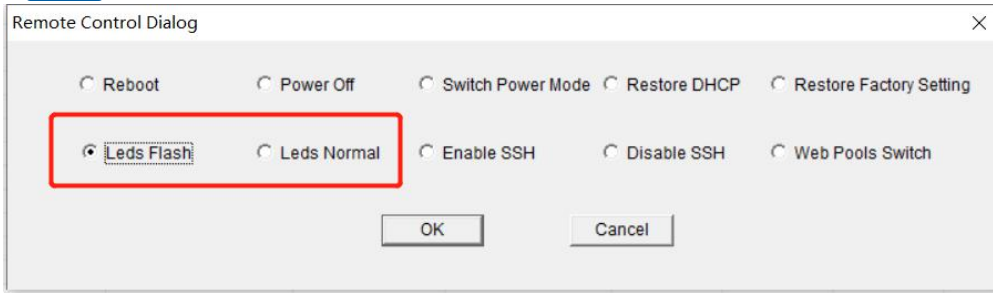 Remote Control Dialog
Reboot Power Off Switch Power Mode Restore DHCP Restore Factory Setting
Leds Flash Leds Normal Enable SSH Disable SSH Web Pools Switch
OK Cancel